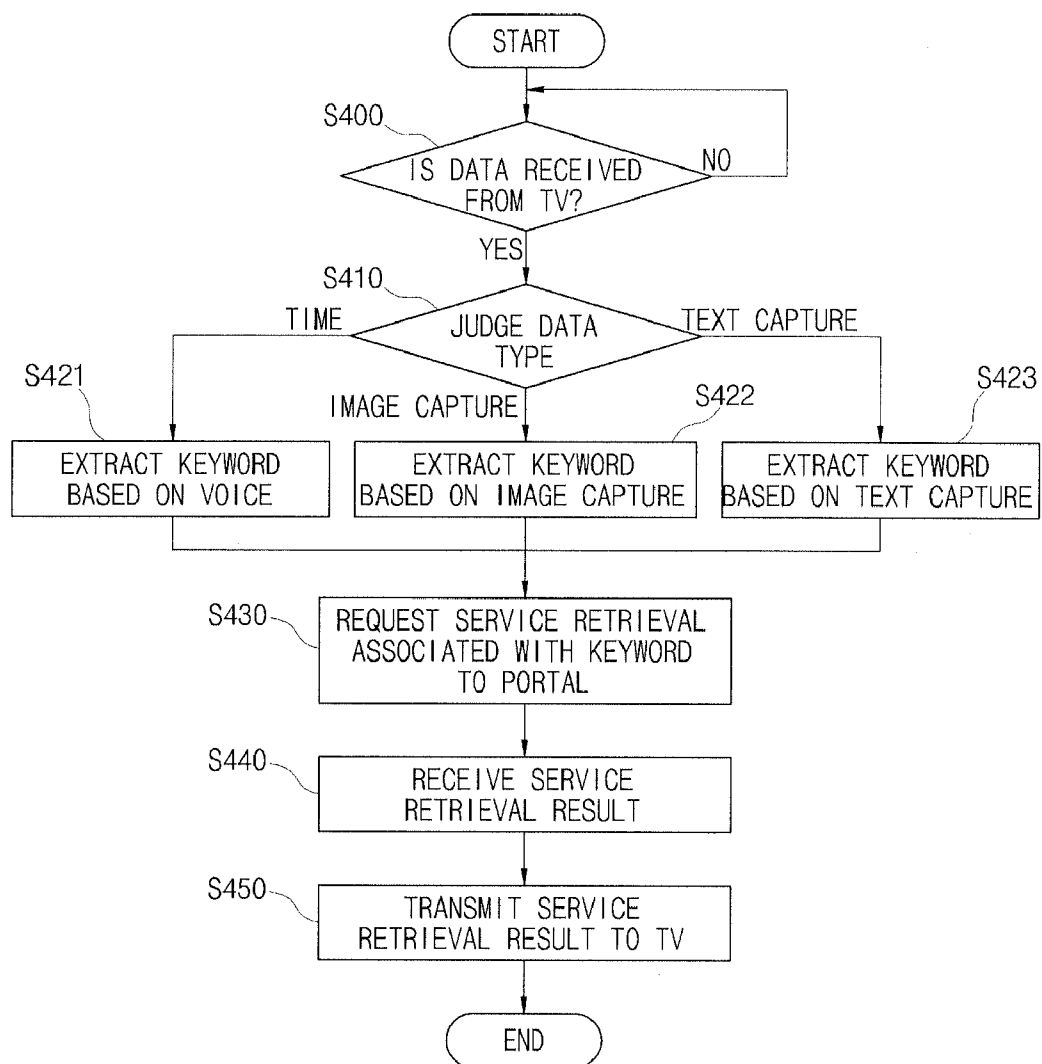 START
S400
IS DATA RECEIVED
FROM TV?
NO
YES
S410
TIME
JUDGE DATA
TYPE
TEXT CAPTURE
IMAGE CAPTURE
S421
EXTRACT KEYWORD
BASED ON VOICE
S422
EXTRACT KEYWORD
BASED ON IMAGE CAPTURE
S423
EXTRACT KEYWORD
BASED ON TEXT CAPTURE
S430
REQUEST SERVICE RETRIEVAL
ASSOCIATED WITH KEYWORD
TO PORTAL
S440
RECEIVE SERVICE
RETRIEVAL RESULT
S450
TRANSMIT SERVICE
RETRIEVAL RESULT TO TV
END